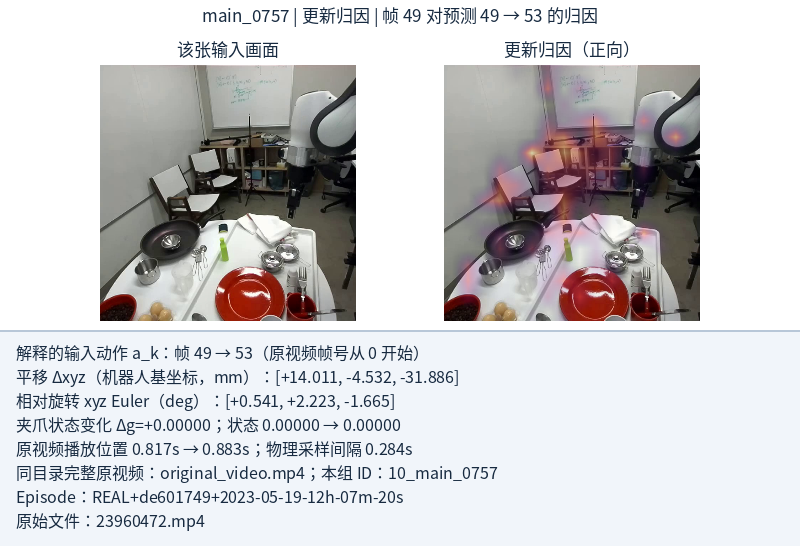 main_0757 | 更新归因 | 帧 49 对预测 49 → 53 的归因
该张输入画面
更新归因（正向）
解释的输入动作 a_k：帧 49 → 53（原视频帧号从 0 开始）
平移 Δxyz（机器人基坐标，mm）：[+14.011, -4.532, -31.886]
相对旋转 xyz Euler（deg）：[+0.541, +2.223, -1.665]
夹爪状态变化 Δg=+0.00000；状态 0.00000 → 0.00000
原视频播放位置 0.817s → 0.883s；物理采样间隔 0.284s
同目录完整原视频：original_video.mp4；本组 ID：10_main_0757
Episode：REAL+de601749+2023-05-19-12h-07m-20s
原始文件：23960472.mp4